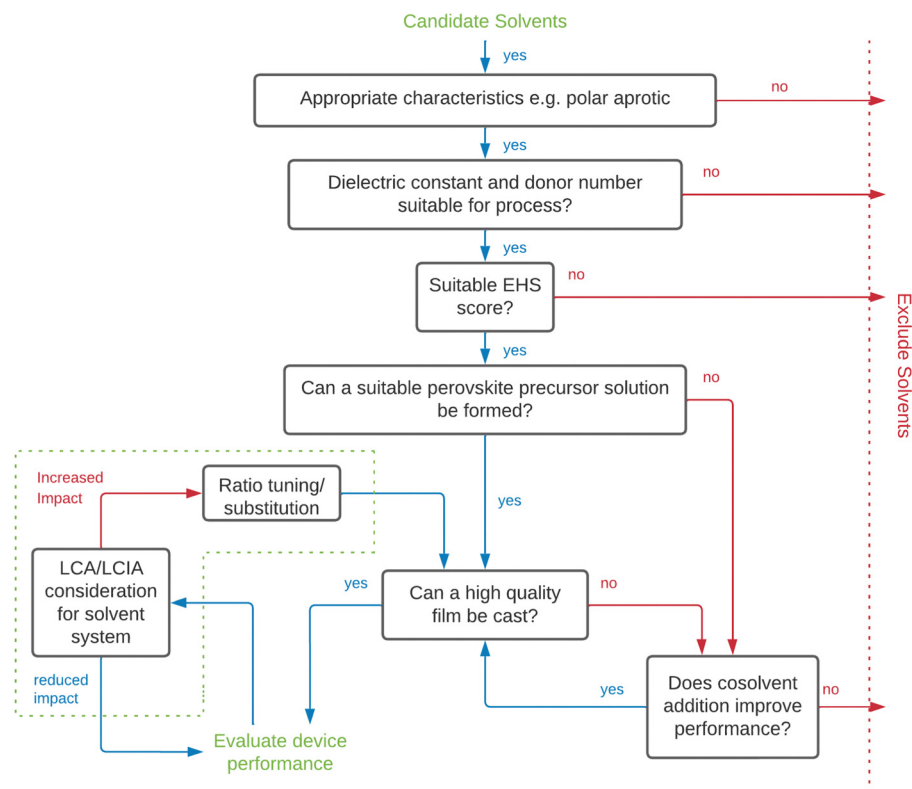 Candidate Solvents
yes
Appropriate characteristics e.g. polar aprotic
no
yes
Dielectric constant and donor number
suitable for process?
no
yes
Suitable EHS
score?
no
yes
Can a suitable perovskite precursor solution
be formed?
no
Exclude Solvents
Increased
Impact
Ratio tuning/
substitution
yes
LCA/LCIA
consideration
for solvent
system
yes
Can a high quality
film be cast?
no
reduced
impact
yes
Does cosolvent
addition improve
performance?
no
Evaluate device
performance